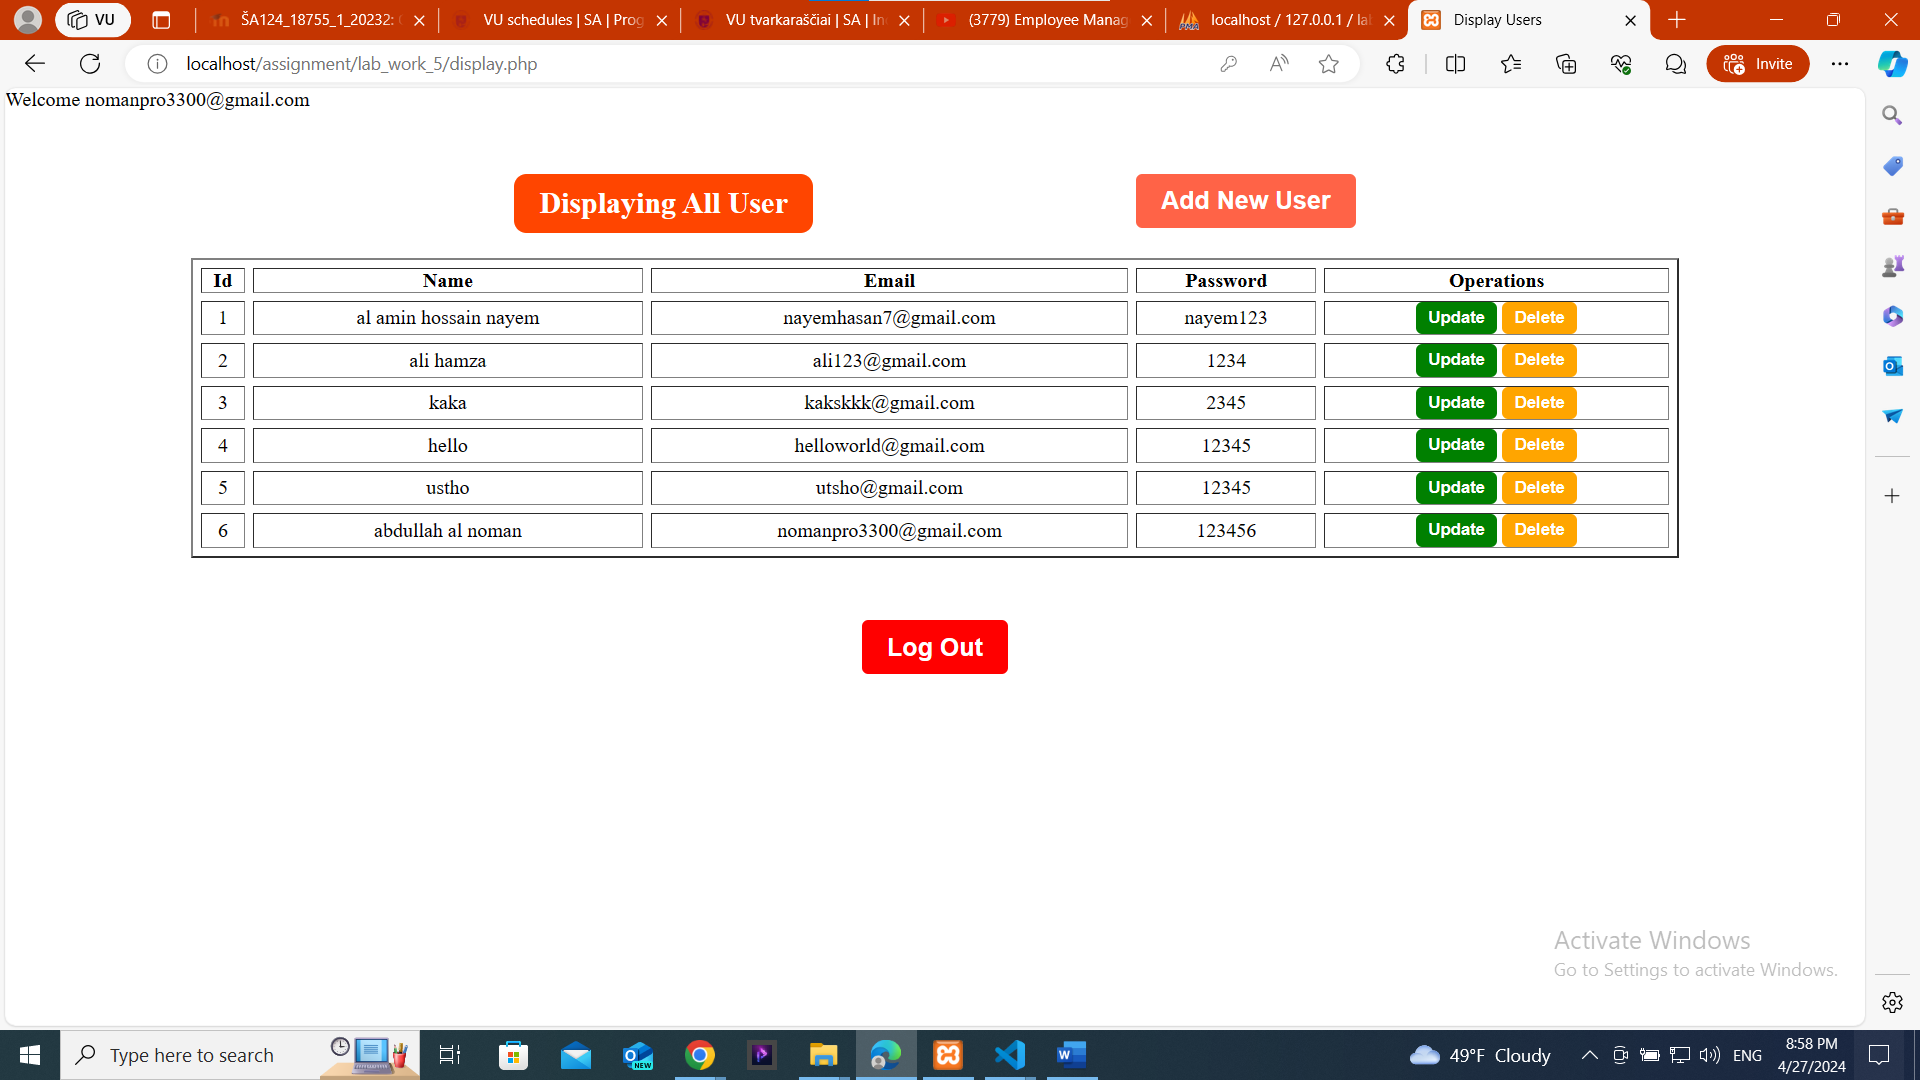 VU
ŠA124_18755_1_20232:
VU schedules | SA | Prog
VU tvarkaraščiai | SA | In
(3779) Employee Manag
localhost / 127.0.0.1 / la
Display Users
localhost/assignment/lab_work_5/display.php
Invite
Welcome nomanpro3300@gmail.com
Displaying All User
Add New User
Id Name Email Password Operations
1 al amin hossain nayem nayemhasan7@gmail.com nayem123 Update Delete
2 ali hamza ali123@gmail.com 1234 Update Delete
3 kaka kakskkk@gmail.com 2345 Update Delete
4 hello helloworld@gmail.com 12345 Update Delete
5 ustho utsho@gmail.com 12345 Update Delete
6 abdullah al noman nomanpro3300@gmail.com 123456 Update Delete
Log Out
Activate Windows
Go to Settings to activate Windows.
Type here to search
NEW
49°F Cloudy
ENG
8:58 PM
4/27/2024